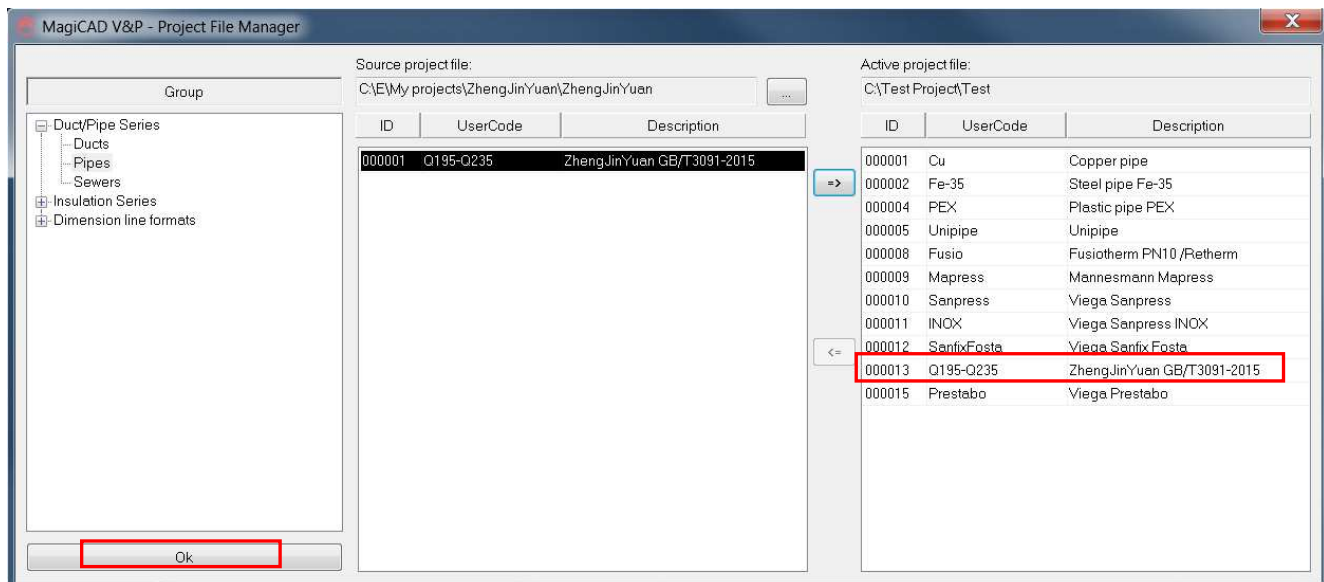 MagiCAD V&P - Project File Manager
X
Group
Duct/Pipe Series
Ducts
Pipes
Sewers
Insulation Series
Dimension line formats
Ok
Source project file:
C:\E\My projects\ZhengJinYuan\ZhengJinYuan
...
ID UserCode Description
000001 Q195-Q235 ZhengJinYuan GB/T3091-2015
=>
<=
Active project file:
C:\Test Project\Test
ID UserCode Description
000001 Cu Copper pipe
000002 Fe-35 Steel pipe Fe-35
000004 PEX Plastic pipe PEX
000005 Unipipe Unipipe
000008 Fusio Fusiotherm PN10 /Retherm
000009 Mapress Mannesmann Mapress
000010 Sanpress Viega Sanpress
000011 INOX Viega Sanpress INOX
000012 SanfixFosta Viega Sanfix Fosta
000013 Q195-Q235 ZhengJinYuan GB/T3091-2015
000015 Prestabo Viega Prestabo